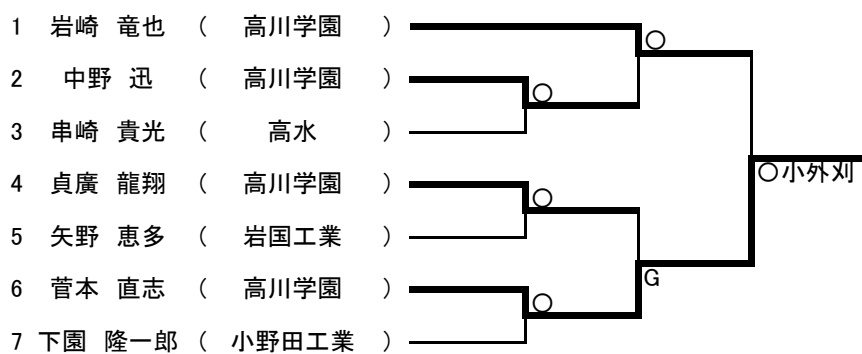 1 岩崎 竜也 ( 高川学園 ) ○
2 中野 迅 ( 高川学園 ) ○
3 串崎 貴光 ( 高水 )
○小外刈
4 貞廣 龍翔 ( 高川学園 ) ○
5 矢野 恵多 ( 岩国工業 )
G
6 菅本 直志 ( 高川学園 ) ○
7 下園 隆一郎 ( 小野田工業 )